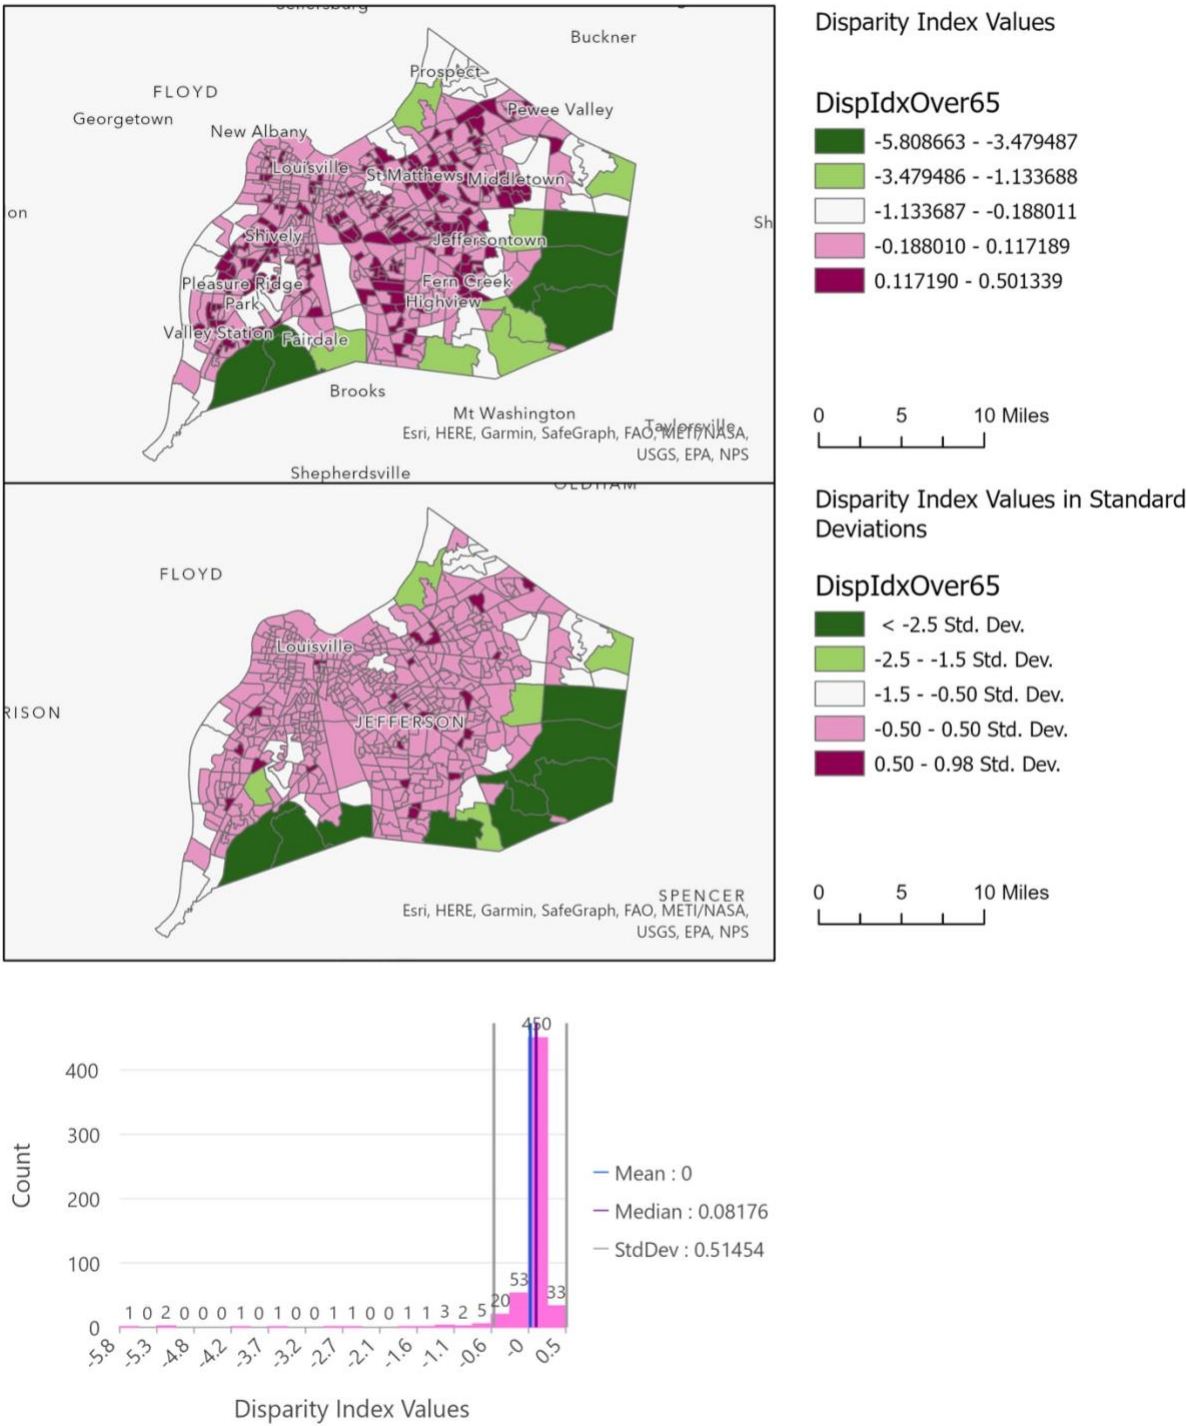 Buckner
Prospect
FLOYD
Pewee Valley
Georgetown
New Albany
Louisville
St Matthews
Middletown
on
Sh
Shively
Jeffersontown
Pleasure Ridge
Park
Fern Creek
Highview
Valley Station
Fairdale
Brooks
Mt Washington
Taylorsville
Esri, HERE, Garmin, SafeGraph, FAO, METI/NASA,
USGS, EPA, NPS
Shepherdsville
Disparity Index Values
DispIdxOver65
-5.808663 - -3.479487
-3.479486 - -1.133688
-1.133687 - -0.188011
-0.188010 - 0.117189
0.117190 - 0.501339
0 5 10 Miles
OLDHAM
FLOYD
Louisville
RISON
JEFFERSON
SPENCER
Esri, HERE, Garmin, SafeGraph, FAO, METI/NASA,
USGS, EPA, NPS
Disparity Index Values in Standard
Deviations
DispIdxOver65
< -2.5 Std. Dev.
-2.5 - -1.5 Std. Dev.
-1.5 - -0.50 Std. Dev.
-0.50 - 0.50 Std. Dev.
0.50 - 0.98 Std. Dev.
0 5 10 Miles
Count
400
300
200
100
0
1 0 2 0 0 0 1 0 1 0 0 1 1 0 0 1 1 3 2 5 20 53 450 33
-5.8 -5.3 -4.8 -4.2 -3.7 -3.2 -2.7 -2.1 -1.6 -1.1 -0.6 -0 0.5
Disparity Index Values
Mean : 0
Median : 0.08176
StdDev : 0.51454